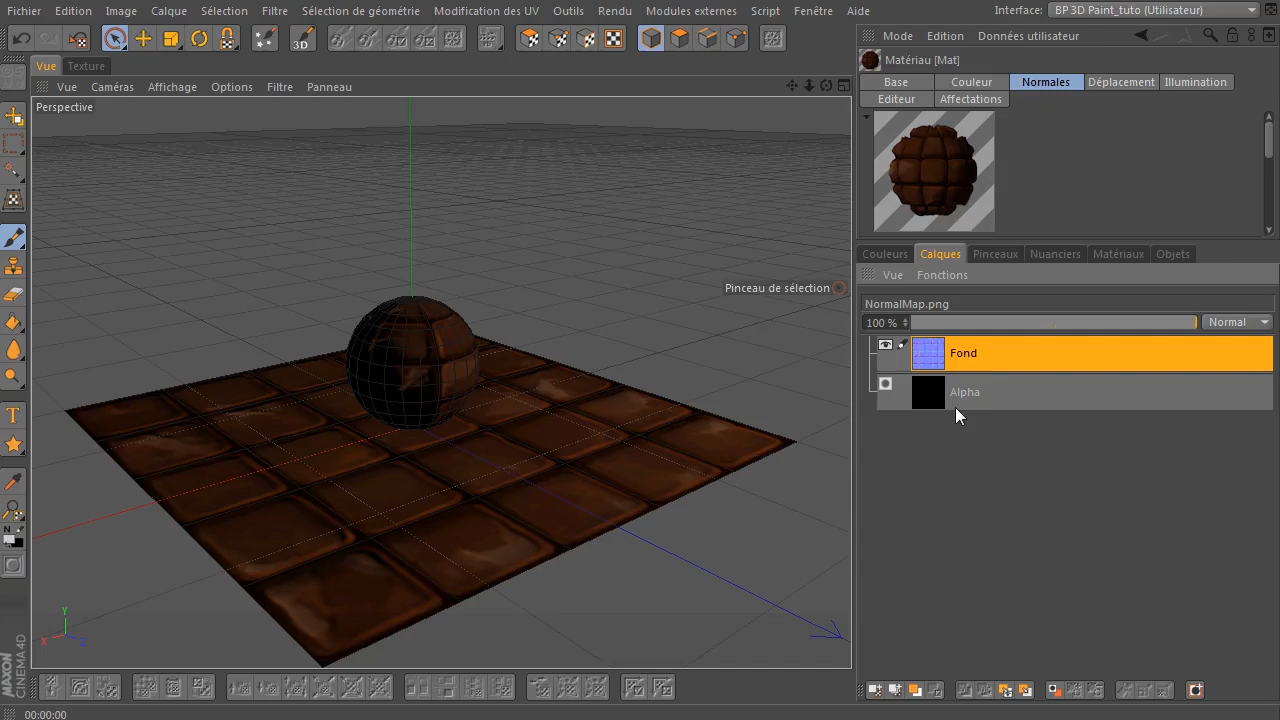 Fichier Edition Image Calque Sélection Filtre Sélection de géométrie Modification des UV Outils Rendu Modules externes Script Fenêtre Aide Interface: BP 3D Paint_tuto (Utilisateur)
3D Mode Edition Données utilisateur
Vue Texture Matériau [Mat]
Vue Caméras Affichage Options Filtre Panneau Base Couleur Normales Déplacement Illumination
Perspective Editeur Affectations
Couleurs Calques Pinceaux Nuanciers Matériaux Objets
Vue Fonctions
Pinceau de sélection
NormalMap.png
100 % Normal
Fond
Alpha
T
N
Y
X Z
MAXON
CINEMA 4D
00:00:00